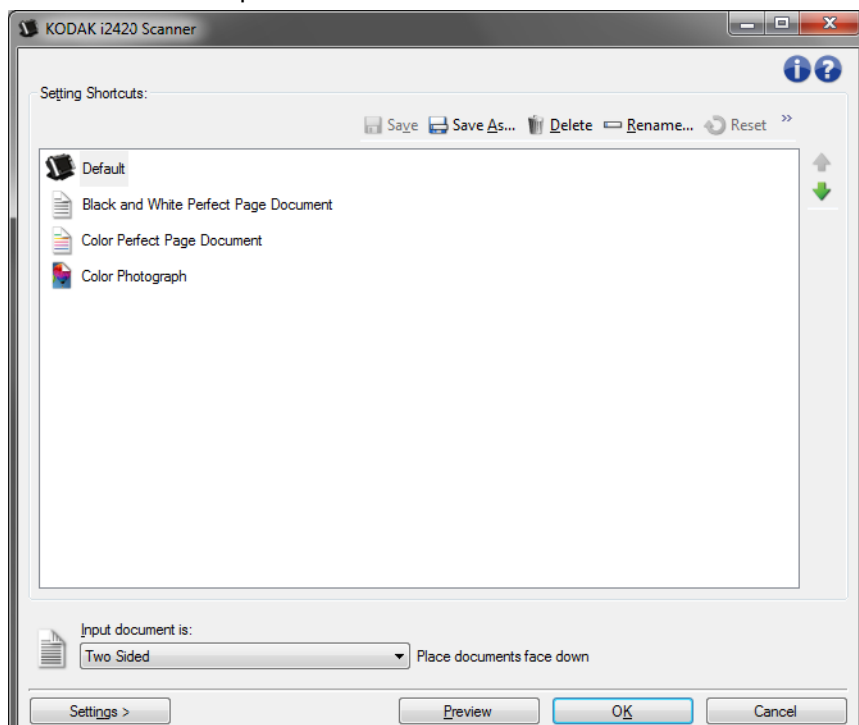 KODAK i2420 Scanner
Setting Shortcuts:
Save Save As... Delete Rename... Reset »
Default
Black and White Perfect Page Document
Color Perfect Page Document
Color Photograph
Input document is:
Two Sided Place documents face down
Settings > Preview OK Cancel